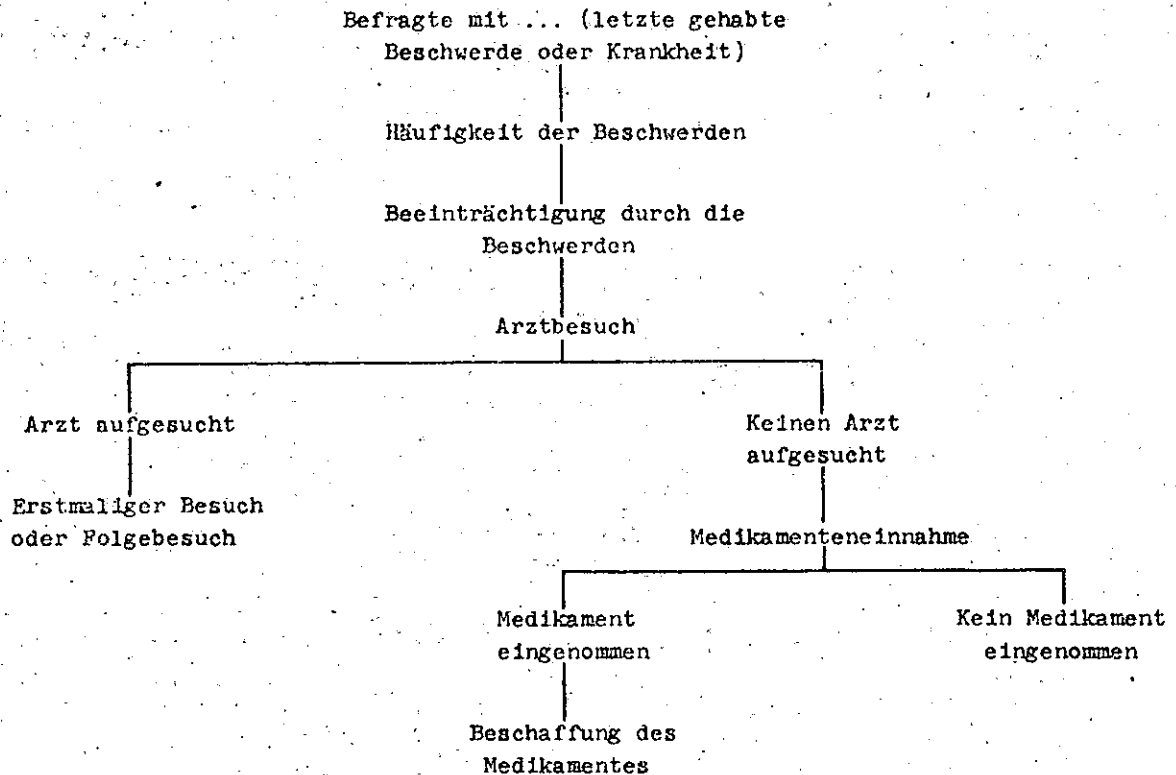 Befragte mit ... (letzte gehabte
Beschwerde oder Krankheit)
Häufigkeit der Beschwerden
Beeinträchtigung durch die
Beschwerden
Arztbesuch
Arzt aufgesucht
Keinen Arzt
aufgesucht
Erstmaliger Besuch
oder Folgebesuch
Medikamenteneinnahme
Medikament
eingenommen
Kein Medikament
eingenommen
Beschaffung des
Medikamentes